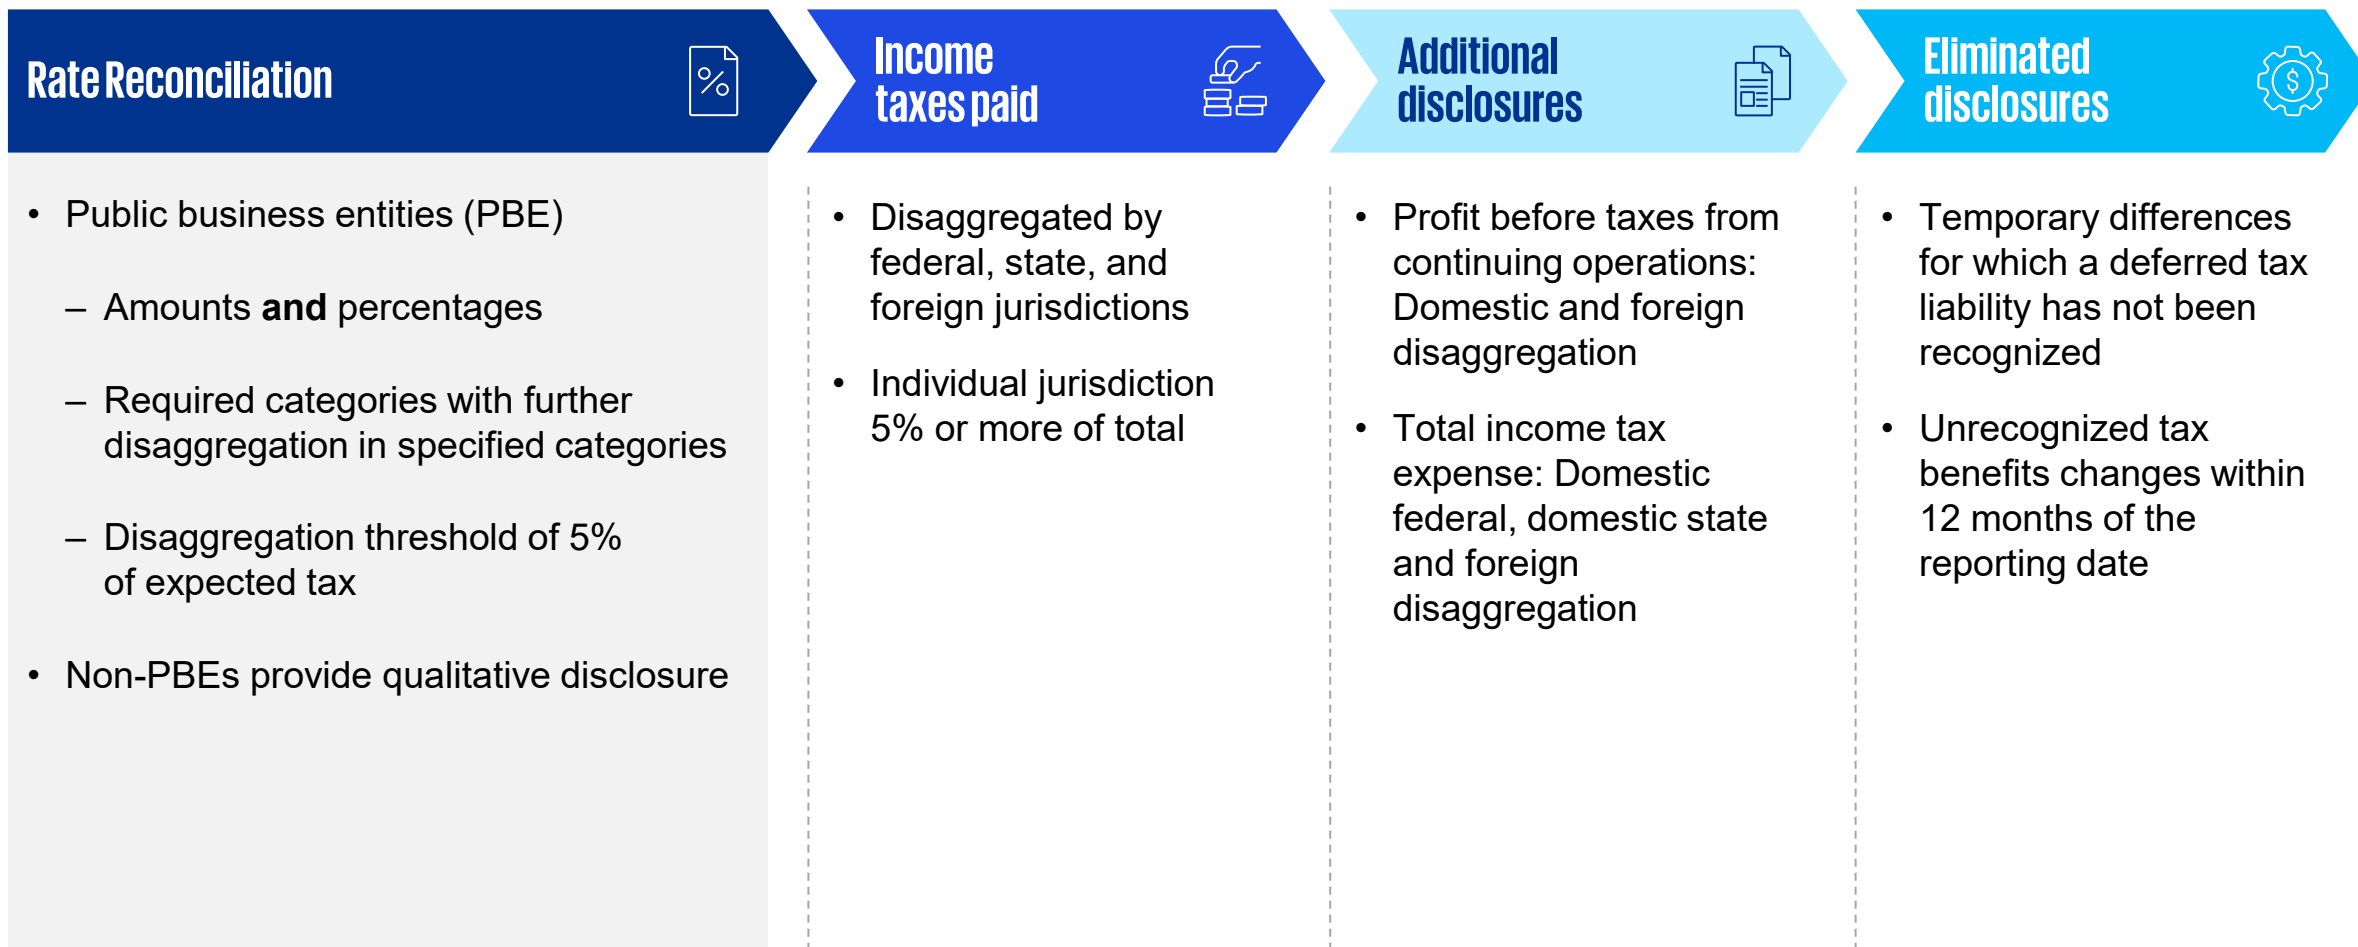 Rate Reconciliation
• Public business entities (PBE)
– Amounts and percentages
– Required categories with further
disaggregation in specified categories
– Disaggregation threshold of 5%
of expected tax
• Non-PBEs provide qualitative disclosure
Income
taxes paid
• Disaggregated by
federal, state, and
foreign jurisdictions
• Individual jurisdiction
5% or more of total
Additional
disclosures
• Profit before taxes from
continuing operations:
Domestic and foreign
disaggregation
• Total income tax
expense: Domestic
federal, domestic state
and foreign
disaggregation
Eliminated
disclosures
• Temporary differences
for which a deferred tax
liability has not been
recognized
• Unrecognized tax
benefits changes within
12 months of the
reporting date